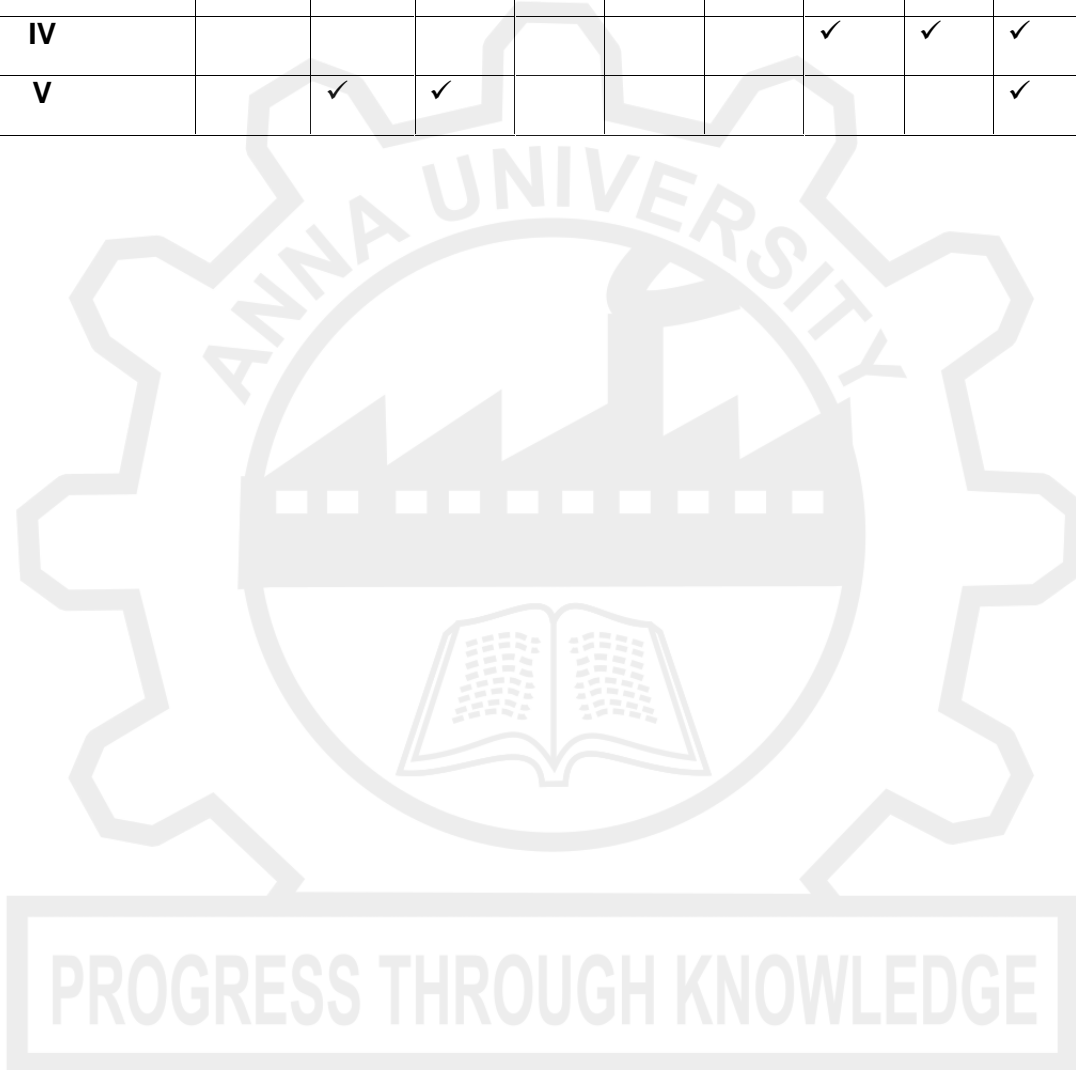 IV ✓ ✓ ✓
V ✓ ✓ ✓
ANNA UNIVERSITY
PROGRESS THROUGH KNOWLEDGE